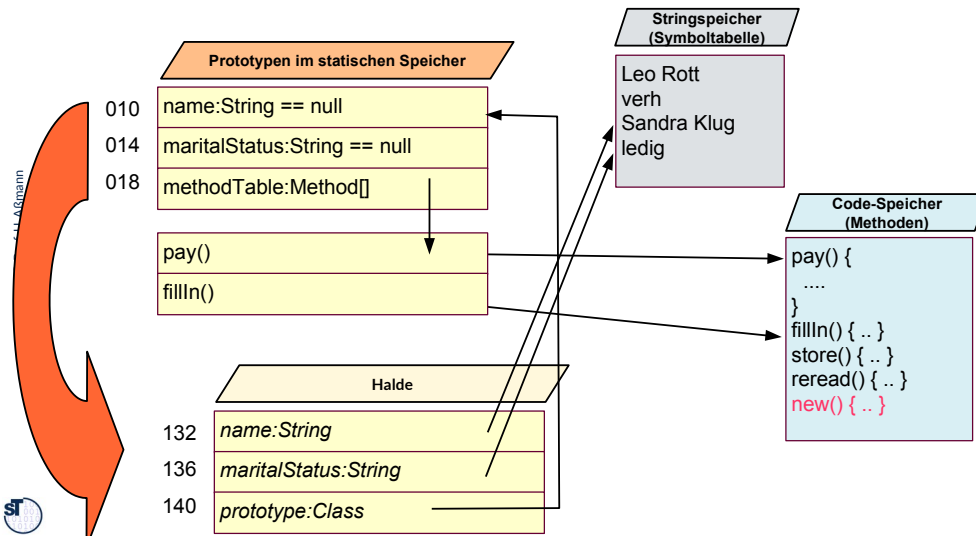 Stringspeicher
(Symboltabelle)
Leo Rott
verh
Sandra Klug
ledig
Prototypen im statischen Speicher
010
name:String == null
014
maritalStatus:String == null
018
methodTable:Method[]
pay()
fillIn()
Code-Speicher
(Methoden)
pay() {
....
}
fillIn() { .. }
store() { .. }
reread() { .. }
new() { .. }
Halde
132
name:String
136
maritalStatus:String
140
prototype:Class
U. Aßmann
sT